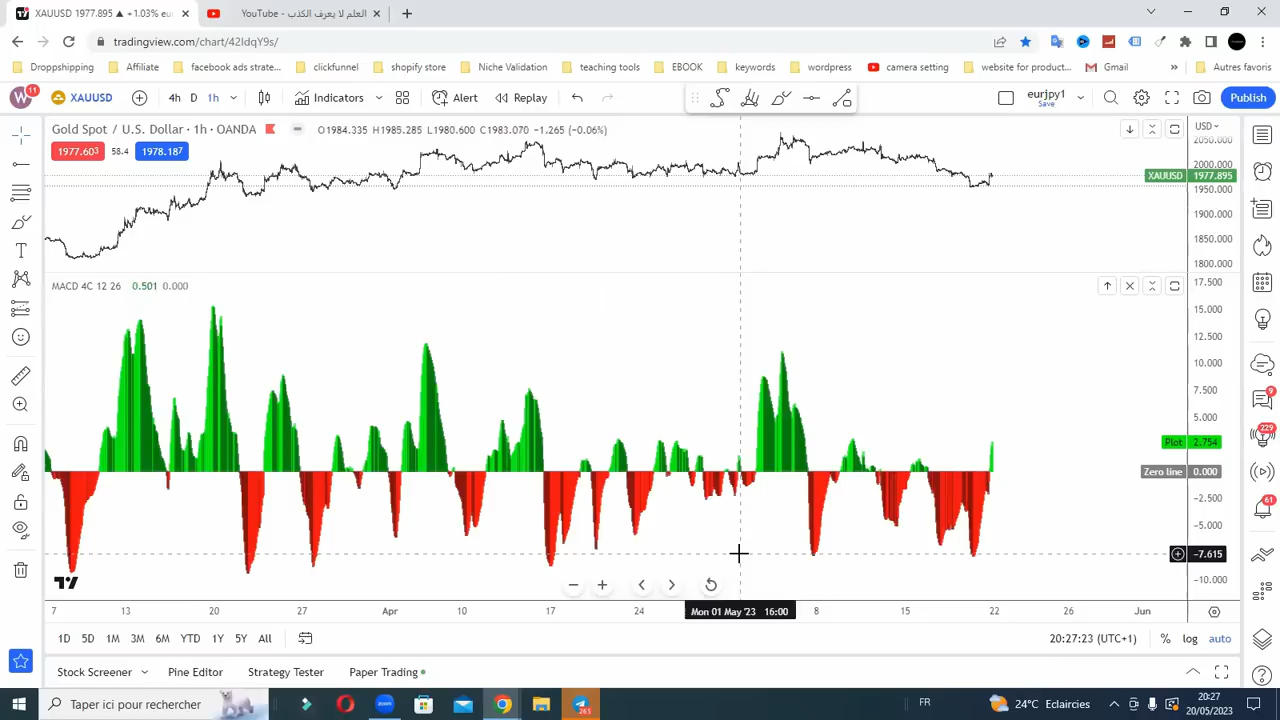 XAUUSD 1977.895 ▲ +1.03% eur
YouTube - العلم لا يعرف الكذب
tradingview.com/chart/42IdqY9s/
Droppshipping
Affiliate
facebook ads strate...
clickfunnel
shopify store
Niche Validation
teaching tools
EBOOK
keywords
wordpress
camera setting
website for product...
Gmail
Autres favoris
W 11
XAUUSD
4h D 1h
Indicators
Alert
Replay
eurjpy1
Save
Publish
Gold Spot / U.S. Dollar · 1h · OANDA
O1984.335 H1985.285 L1980.600 C1983.070 -1.265 (-0.06%)
USD
1977.603 58.4 1978.187
2050.000
2000.000
XAUUSD 1977.895
1950.000
1900.000
1850.000
1800.000
MACD 4C 12 26 0.501 0.000
17.500
15.000
12.500
10.000
7.500
5.000
Plot 2.754
Zero line 0.000
-2.500
-5.000
-7.615
-10.000
9
229
61
7 13 20 27 Apr 10 17 24 Mon 01 May '23 16:00 8 15 22 26 Jun
1D 5D 1M 3M 6M YTD 1Y 5Y All
20:27:23 (UTC+1) % log auto
Stock Screener
Pine Editor
Strategy Tester
Paper Trading
Taper ici pour rechercher
zoom
265
FR
24°C Eclaircies
20:27
20/05/2023